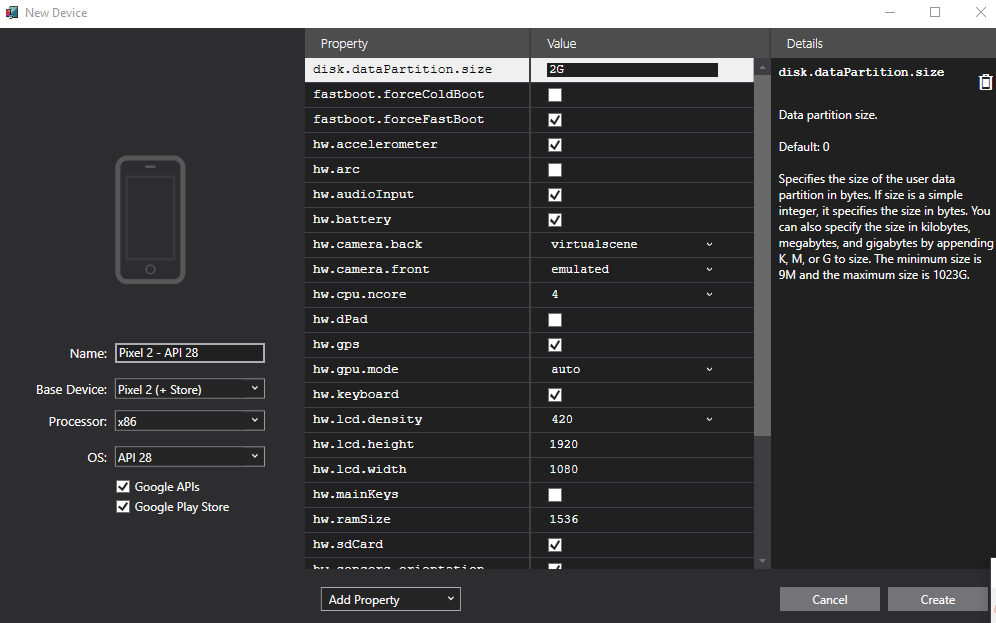 New Device
Name: Pixel 2 - API 28
Base Device: Pixel 2 (+ Store)
Processor: x86
OS: API 28
Google APIs
Google Play Store
Property Value
disk.dataPartition.size 2G
fastboot.forceColdBoot
fastboot.forceFastBoot
hw.accelerometer
hw.arc
hw.audioInput
hw.battery
hw.camera.back virtualscene
hw.camera.front emulated
hw.cpu.ncore 4
hw.dPad
hw.gps
hw.gpu.mode auto
hw.keyboard
hw.lcd.density 420
hw.lcd.height 1920
hw.lcd.width 1080
hw.mainKeys
hw.ramSize 1536
hw.sdCard
hw.sensors.orientation
Add Property
Details
disk.dataPartition.size
Data partition size.
Default: 0
Specifies the size of the user data
partition in bytes. If size is a simple
integer, it specifies the size in bytes. You
can also specify the size in kilobytes,
megabytes, and gigabytes by appending
K, M, or G to size. The minimum size is
9M and the maximum size is 1023G.
Cancel
Create